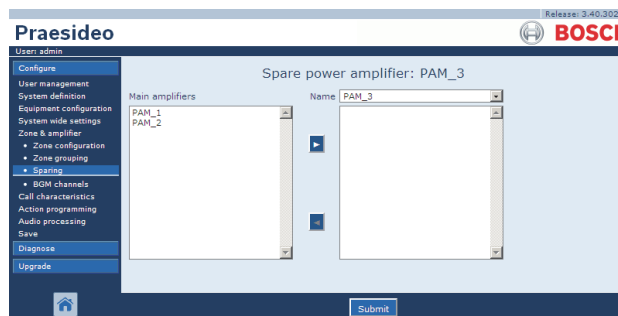 Release: 3.40.302
Praesideo
BOSCH
User: admin
Configure
User management
System definition
Equipment configuration
System wide settings
Zone & amplifier
• Zone configuration
• Zone grouping
• Sparing
• BGM channels
Call characteristics
Action programming
Audio processing
Save
Diagnose
Upgrade
Spare power amplifier: PAM_3
Main amplifiers
Name PAM_3
PAM_1
PAM_2
Submit